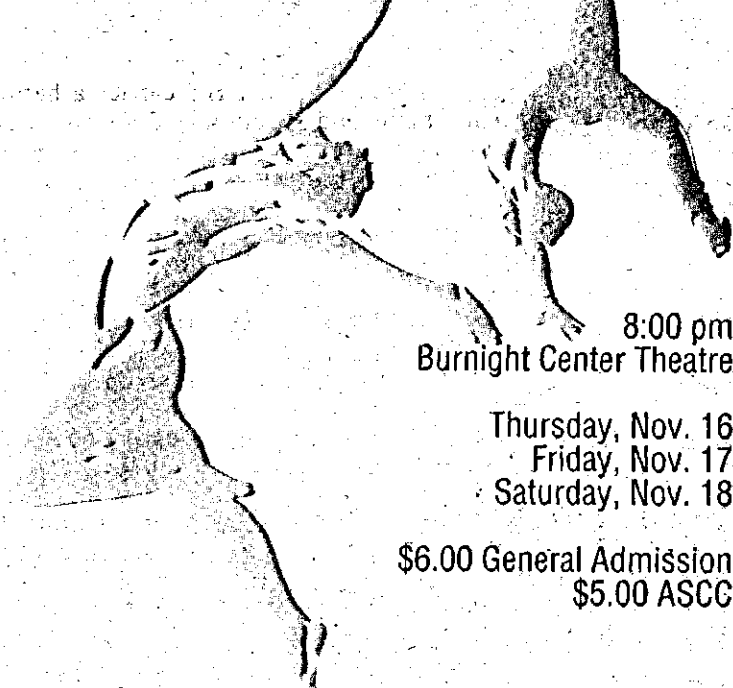 8:00 pm
Burnight Center Theatre
Thursday, Nov. 16
Friday, Nov. 17
Saturday, Nov. 18
$6.00 General Admission
$5.00 ASCC